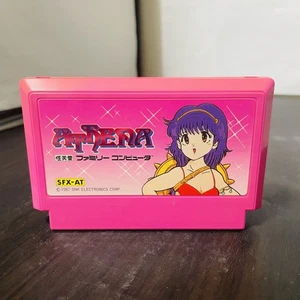 ATHENA
任天堂 ファミリー コンピュータ
SFX-AT
©1987 SNK ELECTRONICS CORP.